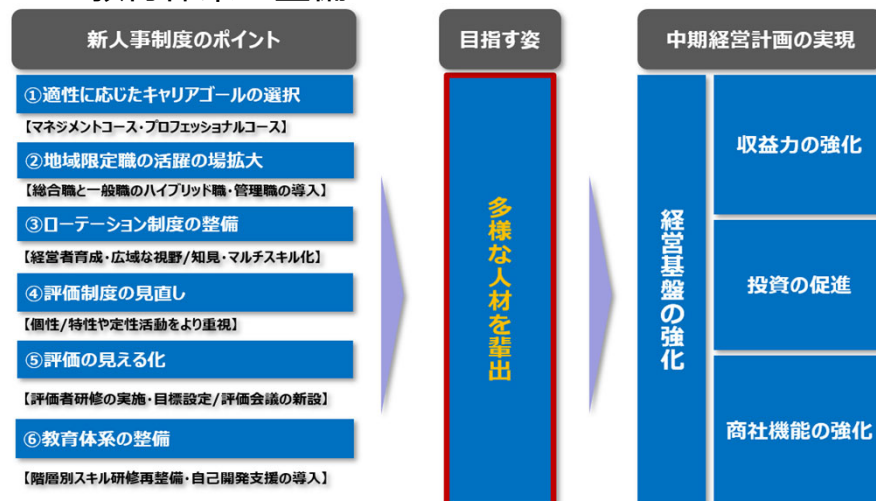 新人事制度のポイント
①適性に応じたキャリアゴールの選択
【マネジメントコース・プロフェッショナルコース】
②地域限定職の活躍の場拡大
【総合職と一般職のハイブリッド職・管理職の導入】
③ローテーション制度の整備
【経営者育成・広域な視野/知見・マルチスキル化】
④評価制度の見直し
【個性/特性や定性活動をより重視】
⑤評価の見える化
【評価者研修の実施・目標設定/評価会議の新設】
⑥教育体系の整備
【階層別スキル研修再整備・自己開発支援の導入】
目指す姿
多様な人材を輩出
中期経営計画の実現
経営基盤の強化
収益力の強化
投資の促進
商社機能の強化